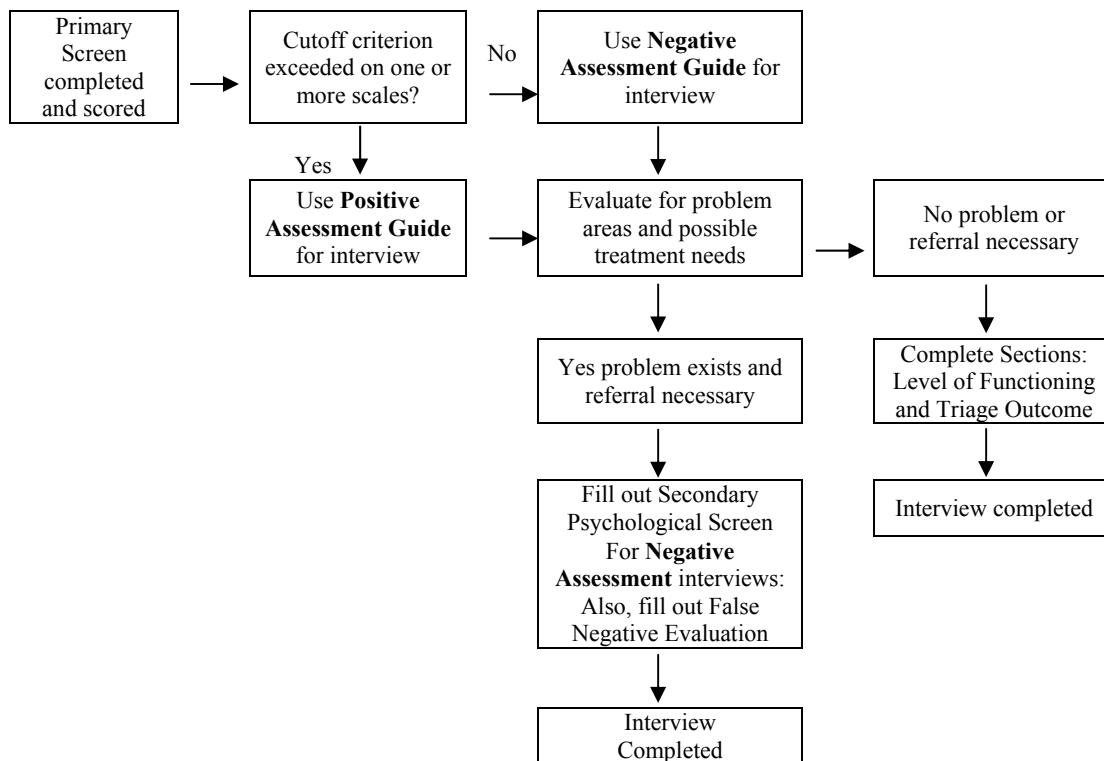 Primary
Screen
completed
and scored
Cutoff criterion
exceeded on one or
more scales?
No
Use Negative
Assessment Guide for
interview
Yes
Use Positive
Assessment Guide
for interview
Evaluate for problem
areas and possible
treatment needs
No problem or
referral necessary
Yes problem exists and
referral necessary
Complete Sections:
Level of Functioning
and Triage Outcome
Fill out Secondary
Psychological Screen
For Negative
Assessment interviews:
Also, fill out False
Negative Evaluation
Interview completed
Interview
Completed